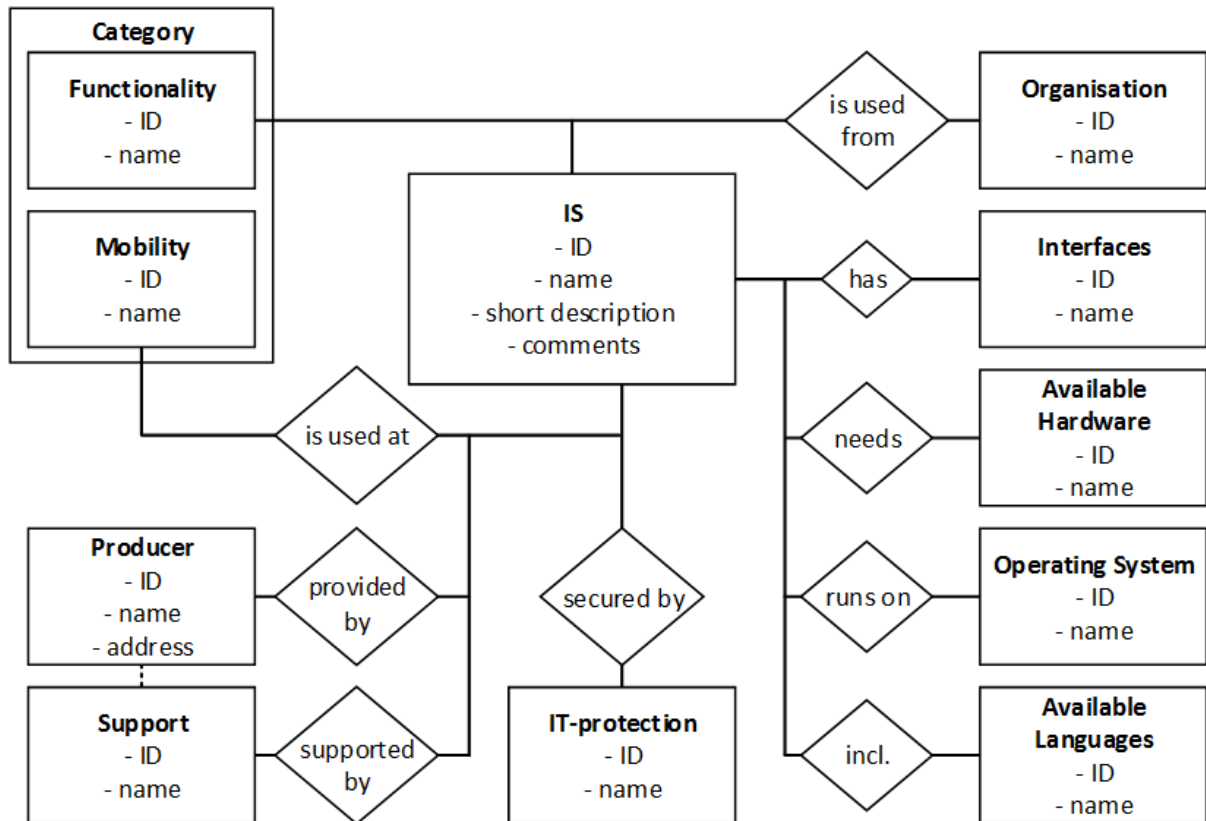 Category
Functionality
- ID
- name
Mobility
- ID
- name
is used
from
Organisation
- ID
- name
IS
- ID
- name
- short description
- comments
has
Interfaces
- ID
- name
is used at
needs
Available
Hardware
- ID
- name
Producer
- ID
- name
- address
provided
by
secured by
runs on
Operating System
- ID
- name
Support
- ID
- name
supported
by
IT-protection
- ID
- name
incl.
Available
Languages
- ID
- name